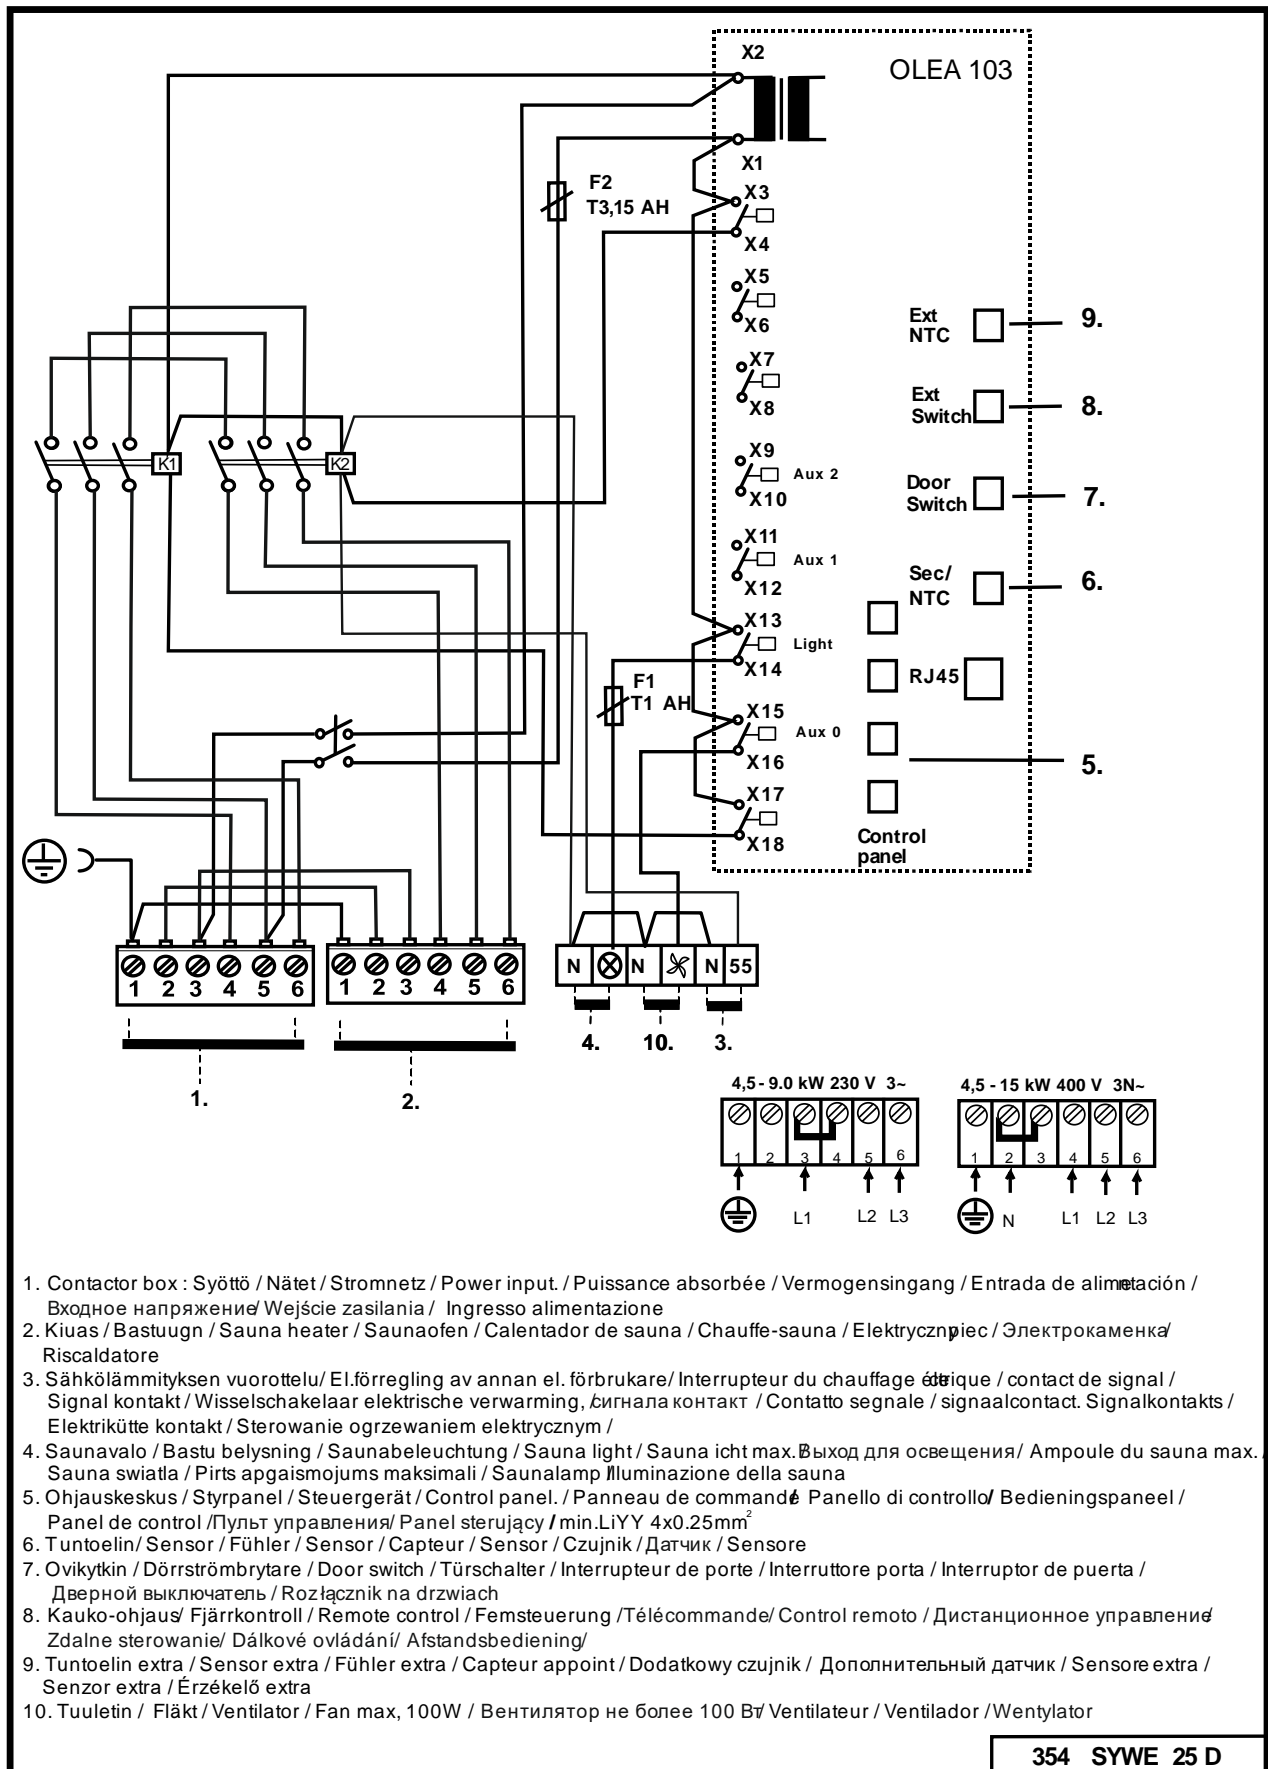 X2
OLEA 103
X1
F2
T3,15 AH
X3
X4
X5
X6
Ext
NTC
9.
X7
X8
Ext
Switch
8.
K1
K2
X9
Aux 2
X10
Door
Switch
7.
X11
Aux 1
X12
Sec/
NTC
6.
X13
Light
X14
RJ45
F1
T1 AH
X15
Aux 0
X16
5.
X17
X18
Control
panel
N N N 55
1 2 3 4 5 6
1 2 3 4 5 6
4. 10. 3.
1. 2.
4,5 - 9.0 kW 230 V 3~
4,5 - 15 kW 400 V 3N~
1 2 3 4 5 6
1 2 3 4 5 6
L1 L2 L3
N L1 L2 L3
1. Contactor box : Syöttö / Nätet / Stromnetz / Power input. / Puissance absorbée / Vermogensingang / Entrada de /
Входное напряжение/ Wejście zasilania / Ingresso alimentazione
2. Kiuas / Bastuugn / Sauna heater / Saunaofen / Calentador de sauna / Chauffe-sauna / / Электрокаменка/
Riscaldatore
3. Sähkölämmityksen vuorottelu/ El.förregling av annan el. förbrukare/ Interrupteur du chauffage / contact de signal /
Signal kontakt / Wisselschakelaar elektrische verwarming, /сигнала контакт / Contatto segnale / signaalcontact. Signalkontakts /
Elektrikütte kontakt / Sterowanie ogrzewaniem elektrycznym /
4. Saunavalo / Bastu belysning / Saunabeleuchtung / Sauna light / Sauna icht max. Выход для освещения/ Ampoule du sauna max. /
Sauna swiatla / Pirts apgaismojums maksimali / Saunalamp Illuminazione della sauna
5. Ohjauskeskus / Styrpanel / Steuergerät / Control panel. / Panneau de commande Panello di controllo/ Bedieningspaneel /
Panel de control /Пульт управления/ Panel sterujący / min.LiYY 4x0.25mm²
6. Tuntoelin/ Sensor / Fühler / Sensor / Capteur / Sensor / Czujnik / Датчик / Sensore
7. Ovikytkin / Dörrströmbrytare / Door switch / Türschalter / Interrupteur de porte / Interruttore porta / Interruptor de puerta /
Дверной выключатель / Rozłącznik na drzwiach
8. Kauko-ohjaus/ Fjärrkontroll / Remote control / Femsteuerung /Télécommande/ Control remoto / Дистанционное управление/
Zdalne sterowanie/ Dálkové ovládání/ Afstandsbediening/
9. Tuntoelin extra / Sensor extra / Fühler extra / Capteur appoint / Dodatkowy czujnik / Дополнительный датчик / Sensore extra /
Senzor extra / Érzékelő extra
10. Tuuletin / Fläkt / Ventilator / Fan max, 100W / Вентилятор не более 100 Вт/ Ventilateur / Ventilador / Wentylator
354 SYWE 25 D